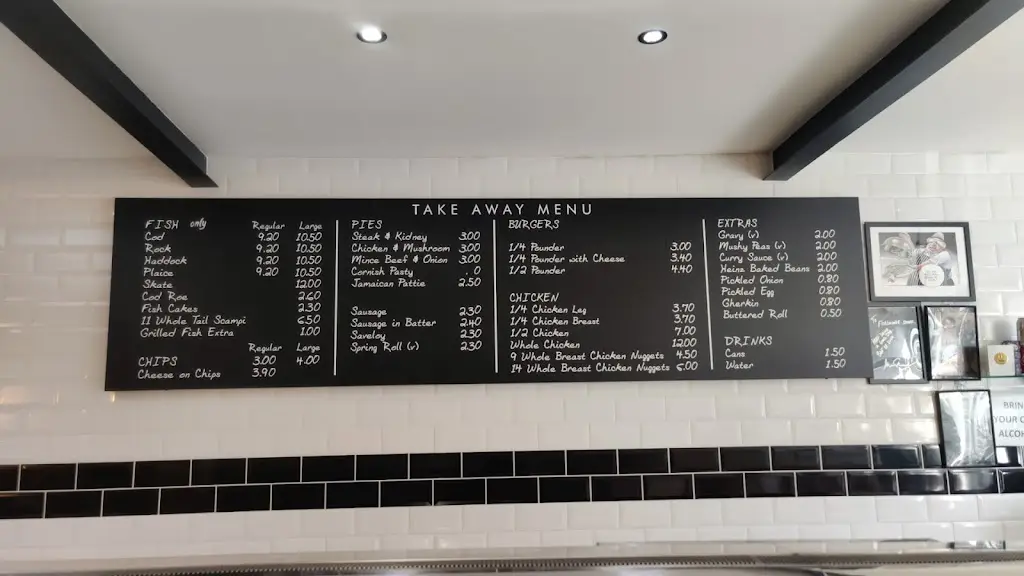 TAKE AWAY MENU
FISH only Regular Large
Cod 9.20 10.50
Rock 9.20 10.50
Haddock 9.20 10.50
Plaice 9.20 10.50
Skate 12.00
Cod Roe 2.60
Fish Cakes 2.30
11 Whole Tail Scampi 6.50
Grilled Fish Extra 1.00
Regular Large
CHIPS 3.00 4.00
Cheese on Chips 3.90
PIES
Steak & Kidney 3.00
Chicken & Mushroom 3.00
Mince Beef & Onion 3.00
Cornish Pasty . 0
Jamaican Pattie 2.50
Sausage 2.30
Sausage in Batter 2.40
Saveloy 2.30
Spring Roll (v) 2.30
BURGERS
1/4 Pounder 3.00
1/4 Pounder with Cheese 3.40
1/2 Pounder 4.40
CHICKEN
1/4 Chicken Leg 3.70
1/4 Chicken Breast 3.70
1/2 Chicken 7.00
Whole Chicken 12.00
9 Whole Breast Chicken Nuggets 4.50
14 Whole Breast Chicken Nuggets 6.00
EXTRAS
Gravy (v) 2.00
Mushy Peas (v) 2.00
Curry Sauce (v) 2.00
Heinz Baked Beans 2.00
Pickled Onion 0.80
Pickled Egg 0.80
Gherkin 0.80
Buttered Roll 0.50
DRINKS
Cans 1.50
Water 1.50
BRIN
YOUR
ALCO